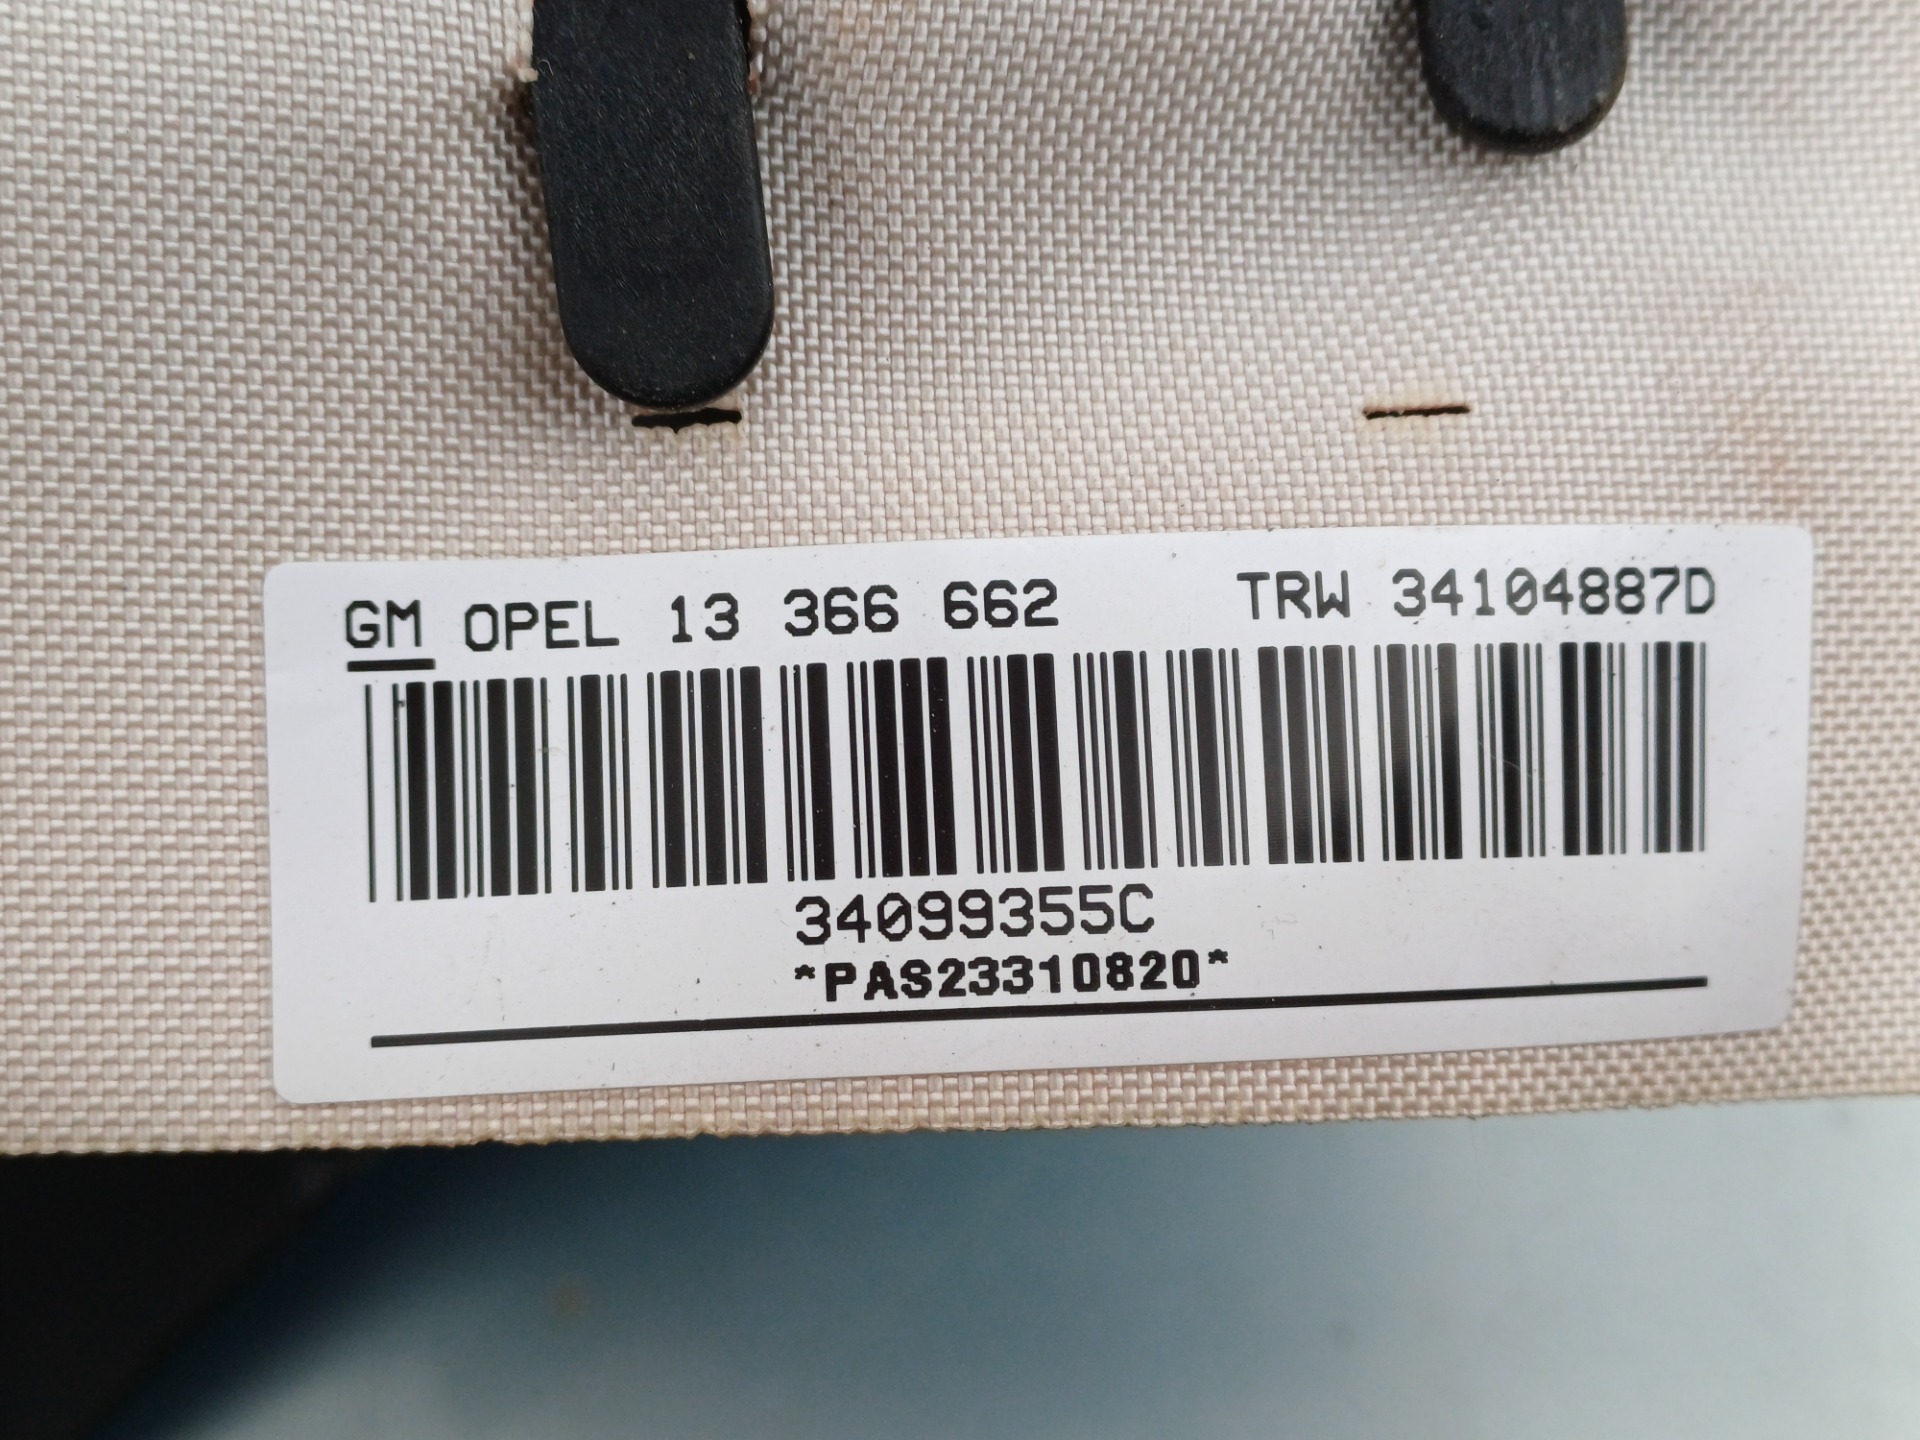 GM OPEL 13 366 662 TRW 34104887D
34099355C
*PAS23310820*